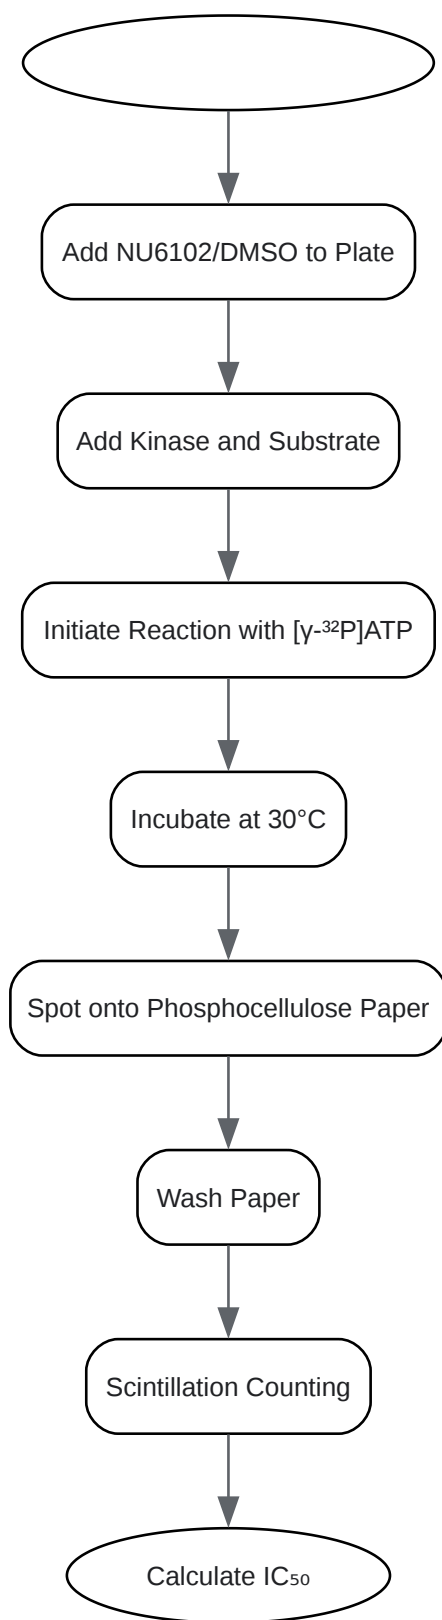 Add NU6102/DMSO to Plate
Add Kinase and Substrate
Initiate Reaction with [γ-³²P]ATP
Incubate at 30°C
Spot onto Phosphocellulose Paper
Wash Paper
Scintillation Counting
Calculate IC₅₀